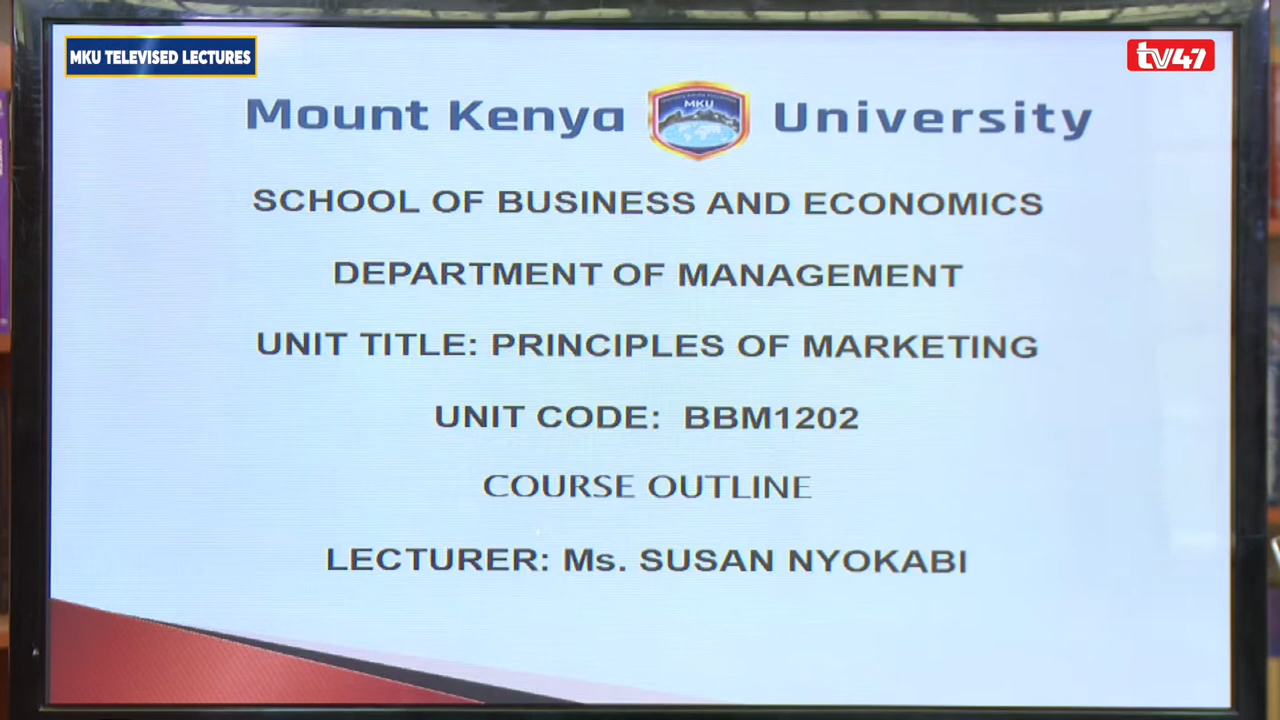 MKU TELEVISED LECTURES
tv47
Mount Kenya MKU University
SCHOOL OF BUSINESS AND ECONOMICS
DEPARTMENT OF MANAGEMENT
UNIT TITLE: PRINCIPLES OF MARKETING
UNIT CODE: BBM1202
COURSE OUTLINE
LECTURER: Ms. SUSAN NYOKABI